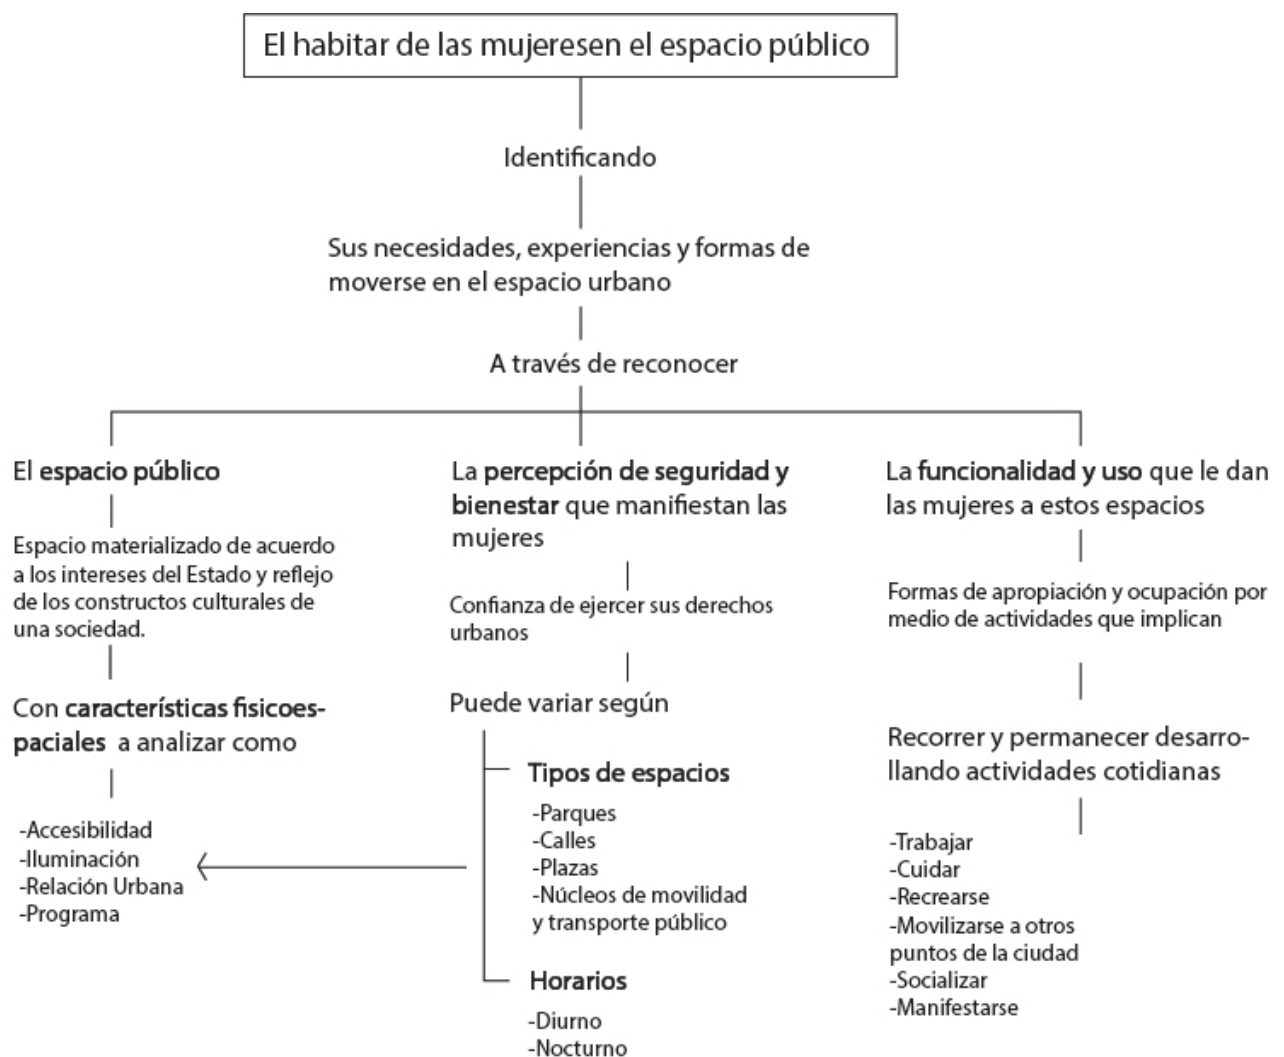 El habitar de las mujeresen el espacio público
Identificando
Sus necesidades, experiencias y formas de
moverse en el espacio urbano
A través de reconocer
El espacio público
Espacio materializado de acuerdo
a los intereses del Estado y reflejo
de los constructos culturales de
una sociedad.
Con características fisicoes-
paciales a analizar como
-Accesibilidad
-Iluminación
-Relación Urbana
-Programa
La percepción de seguridad y
bienestar que manifiestan las
mujeres
Confianza de ejercer sus derechos
urbanos
Puede variar según
Tipos de espacios
-Parques
-Calles
-Plazas
-Núcleos de movilidad
y transporte público
Horarios
-Diurno
-Nocturno
La funcionalidad y uso que le dan
las mujeres a estos espacios
Formas de apropiación y ocupación por
medio de actividades que implican
Recorrer y permanecer desarro-
llando actividades cotidianas
-Trabajar
-Cuidar
-Recrearse
-Movilizarse a otros
puntos de la ciudad
-Socializar
-Manifestarse